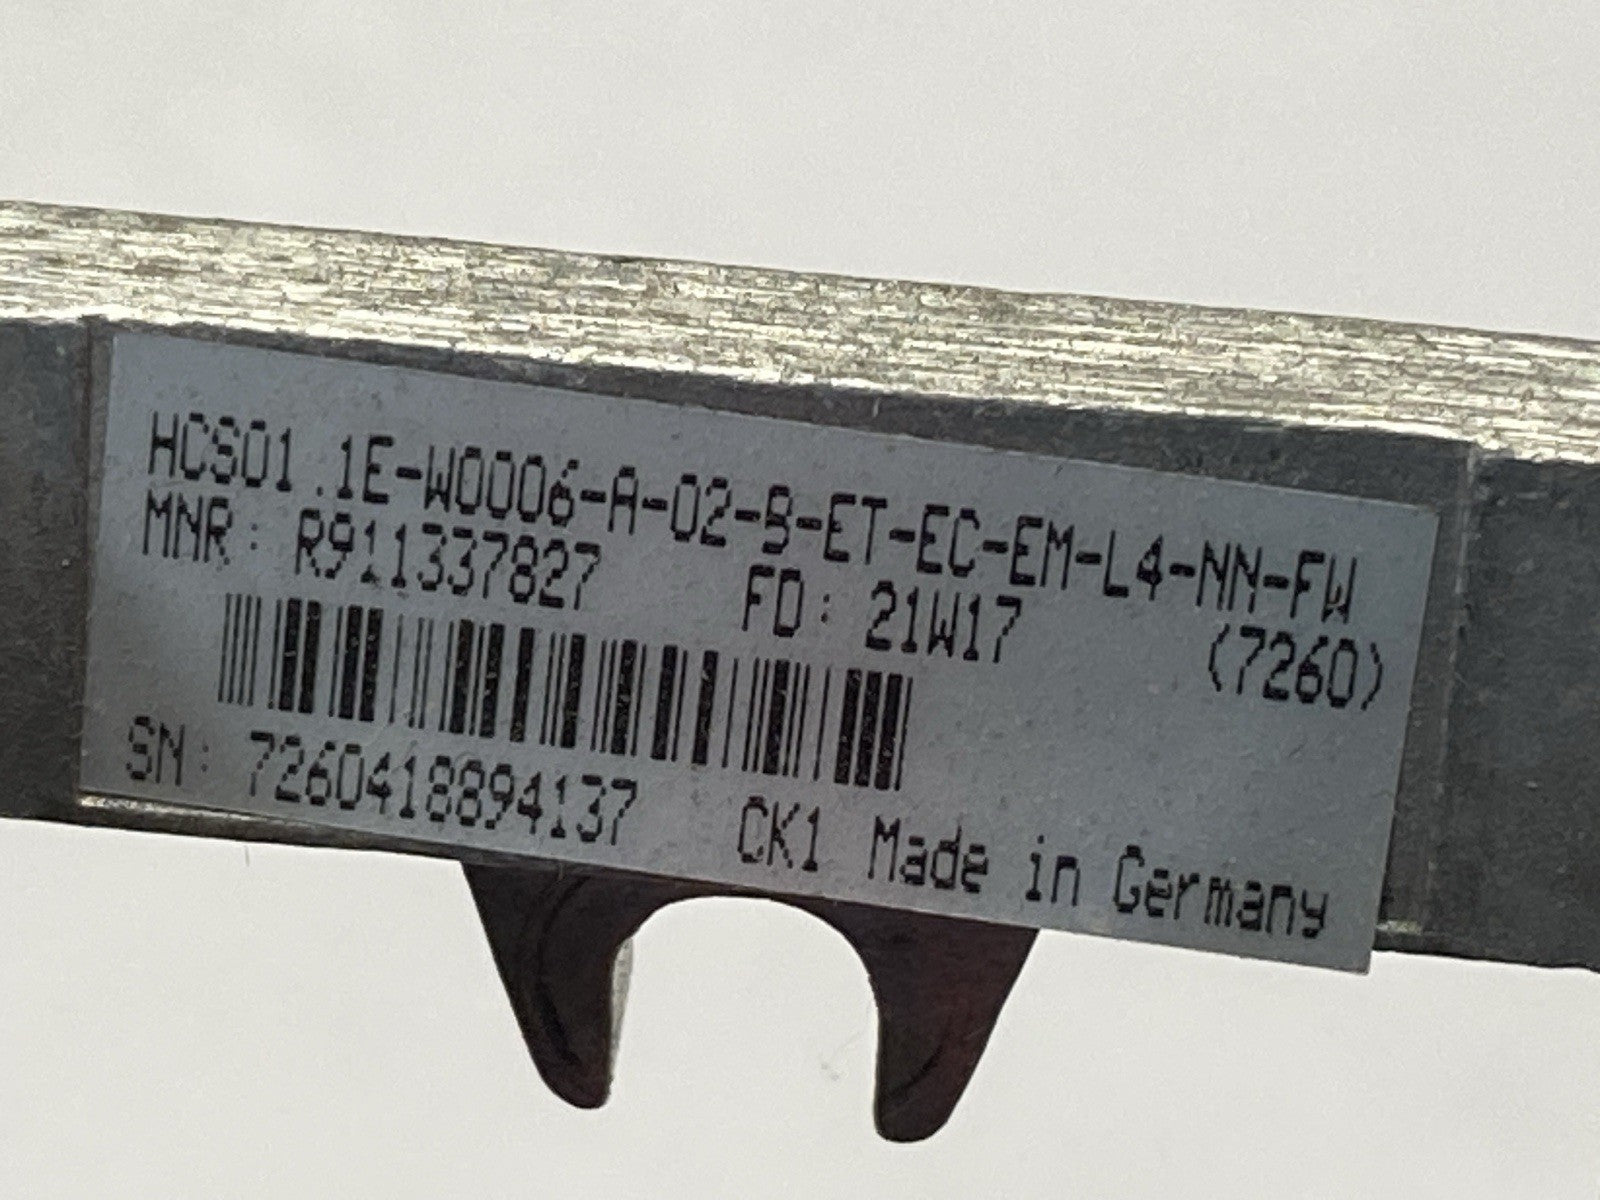 HCS01.1E-W0006-A-02-B-ET-EC-EM-L4-NN-FW
MNR: R911337827 FD: 21W17 (7260)
SN: 7260418894137 CK1 Made in Germany